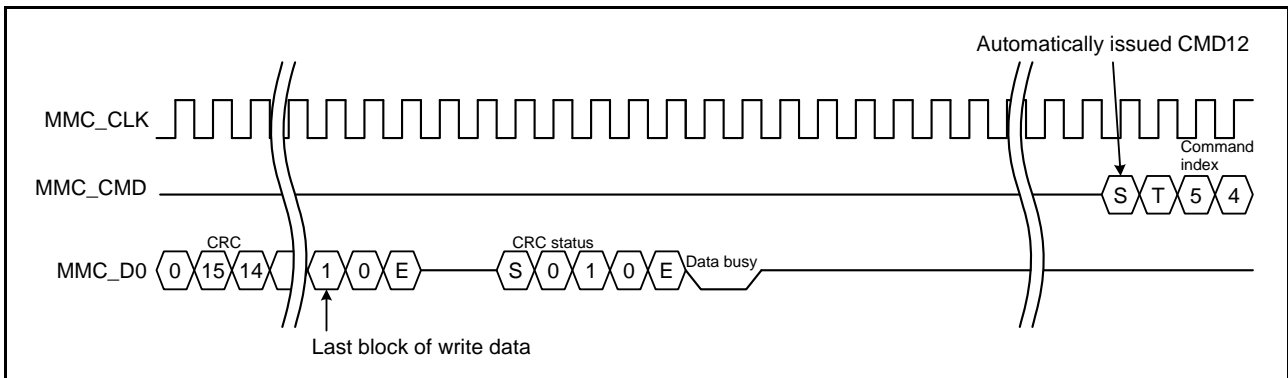 Automatically issued CMD12
MMC_CLK
Command
index
MMC_CMD
S T 5 4
CRC
CRC status
MMC_D0
0 15 14 1 0 E S 0 1 0 E Data busy
Last block of write data